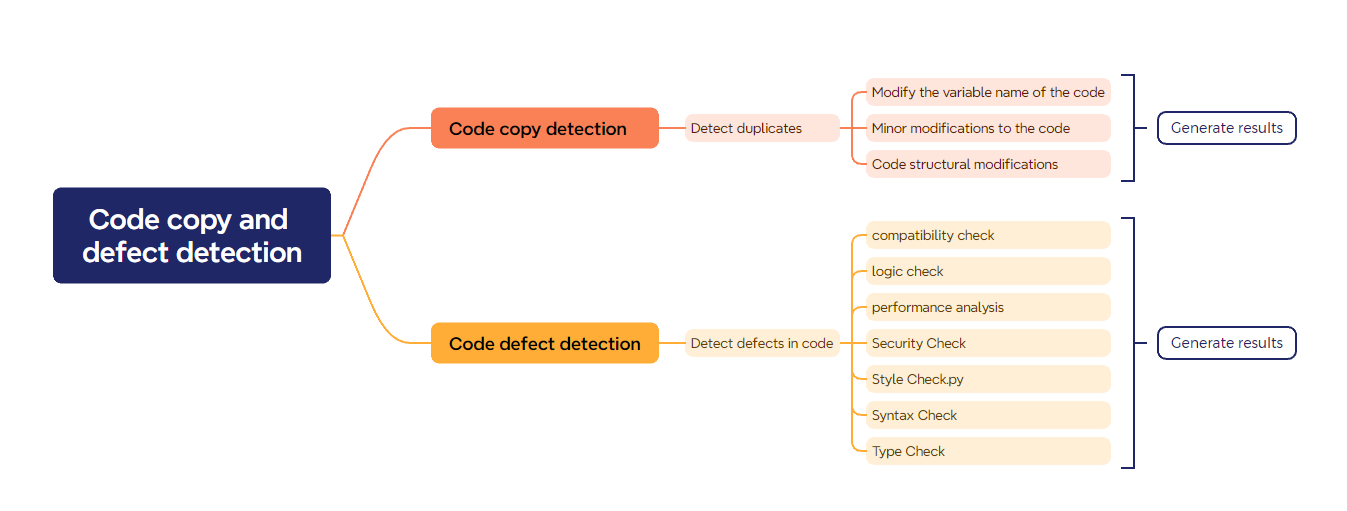 Code copy and
defect detection
Code copy detection
Detect duplicates
Modify the variable name of the code
Minor modifications to the code
Code structural modifications
Generate results
Code defect detection
Detect defects in code
compatibility check
logic check
performance analysis
Security Check
Style Check.py
Syntax Check
Type Check
Generate results